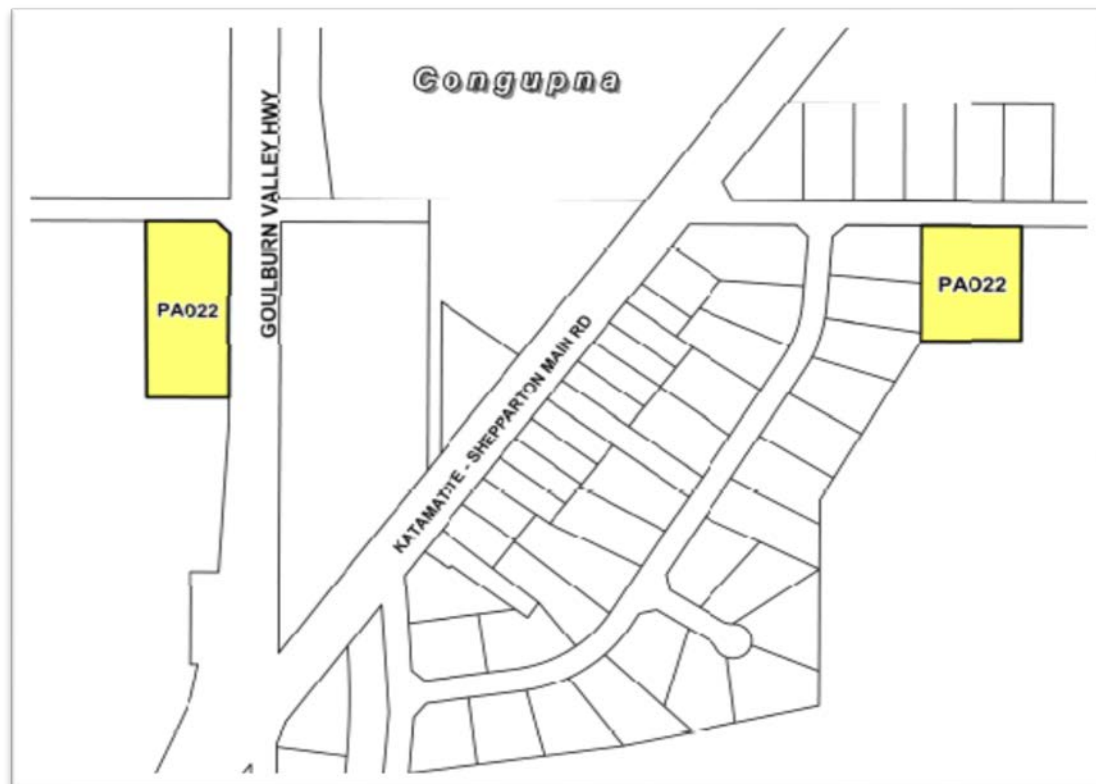 Congupna
GOULBURN VALLEY HWY
PA022
PA022
KATAMATITE - SHEPPARTON MAIN RD